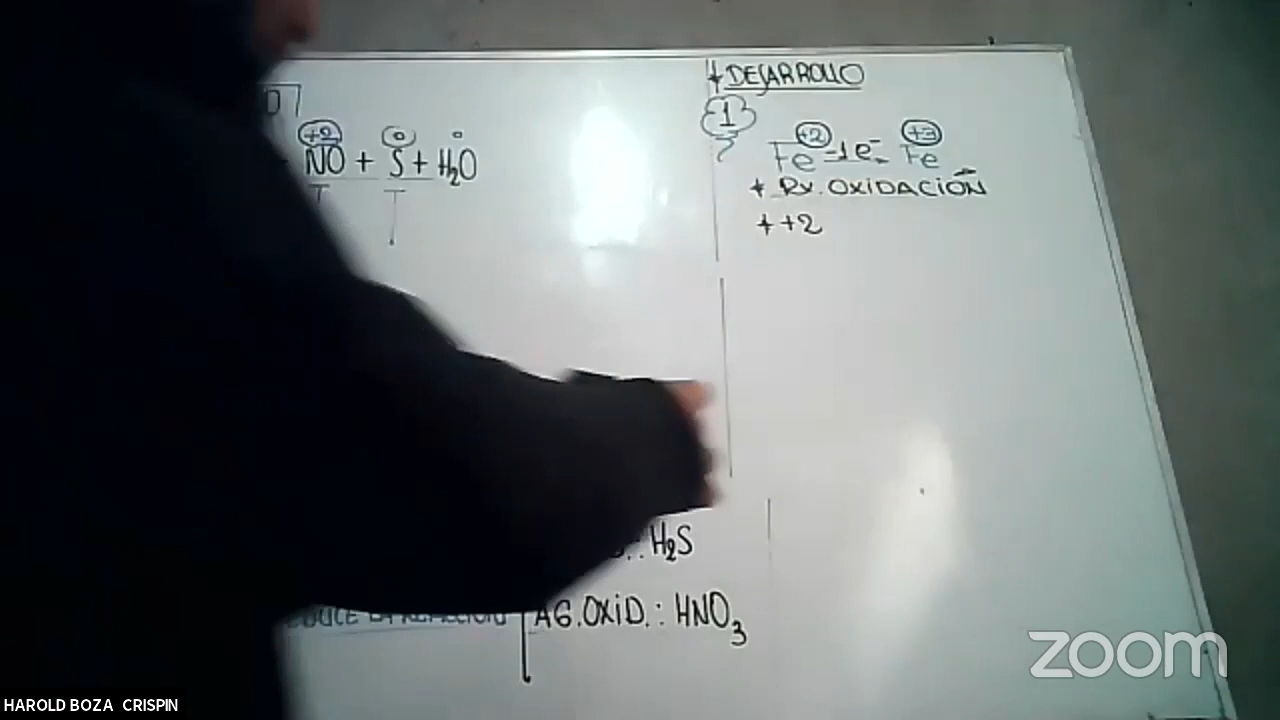 NO + S + H₂O
+2 0
+ DESARROLLO
1
+2 +3
Fe -1e- Fe
+ Rx. OXIDACIÓN
+ +2
H₂S
AG.OXID.: HNO₃
zoom
HAROLD BOZA CRISPIN